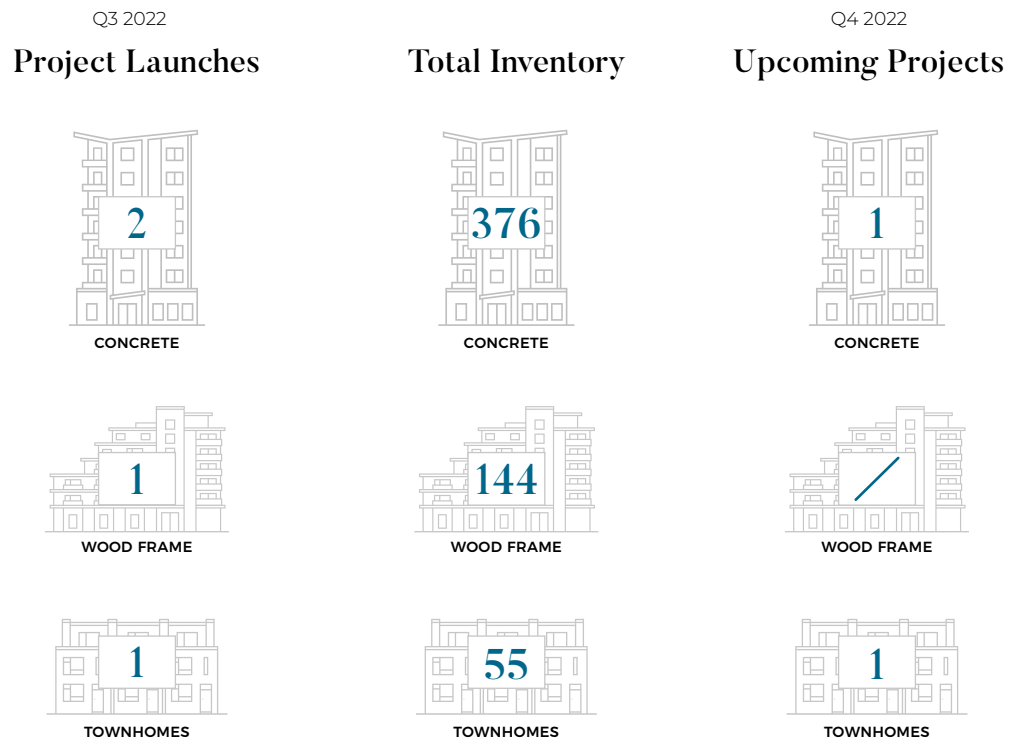 Q3 2022
Project Launches
2
CONCRETE
1
WOOD FRAME
1
TOWNHOMES
Total Inventory
376
CONCRETE
144
WOOD FRAME
55
TOWNHOMES
Q4 2022
Upcoming Projects
1
CONCRETE
/
WOOD FRAME
1
TOWNHOMES